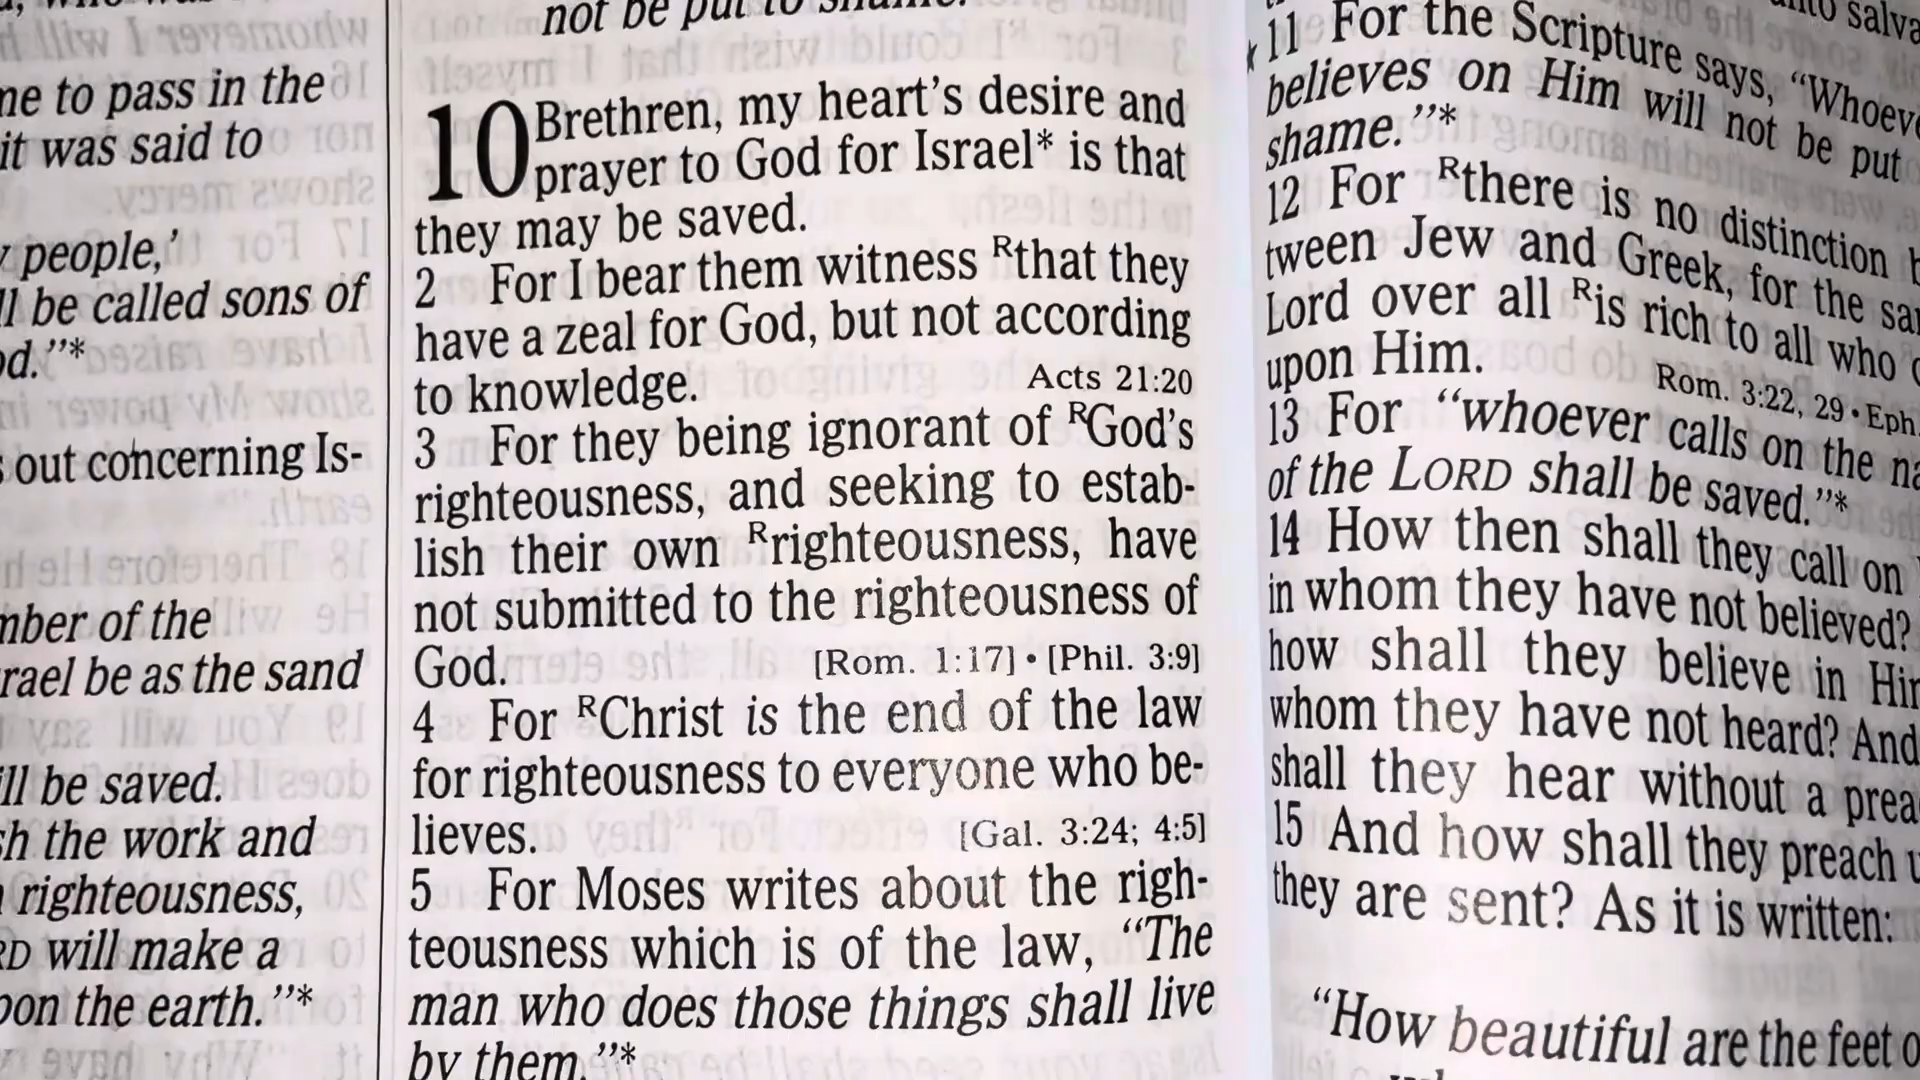 me to pass in the
it was said to
people,'
be called sons of
out concerning Is-
of the
be as the sand
be saved.
the work and
righteousness,
will make a
the earth.”*
not be put to shame.
10 Brethren, my heart’s desire and
prayer to God for Israel* is that
they may be saved.
2 For I bear them witness Rthat they
have a zeal for God, but not according
to knowledge. Acts 21:20
3 For they being ignorant of RGod’s
righteousness, and seeking to estab-
lish their own Rrighteousness, have
not submitted to the righteousness of
God. [Rom. 1:17] • [Phil. 3:9]
4 For RChrist is the end of the law
for righteousness to everyone who be-
lieves. [Gal. 3:24; 4:5]
5 For Moses writes about the righ-
teousness which is of the law, “The
man who does those things shall live
by them.”*
11 For the Scripture says, “Whoev
believes on Him will not be put
shame.”*
12 For Rthere is no distinction b
tween Jew and Greek, for the sa
Lord over all Ris rich to all who
upon Him.
Rom. 3:22, 29 • Eph.
13 For “whoever calls on the na
of the LORD shall be saved.”*
14 How then shall they call on
in whom they have not believed?
how shall they believe in Him
whom they have not heard? And
shall they hear without a prea
15 And how shall they preach u
they are sent? As it is written:
“How beautiful are the feet o